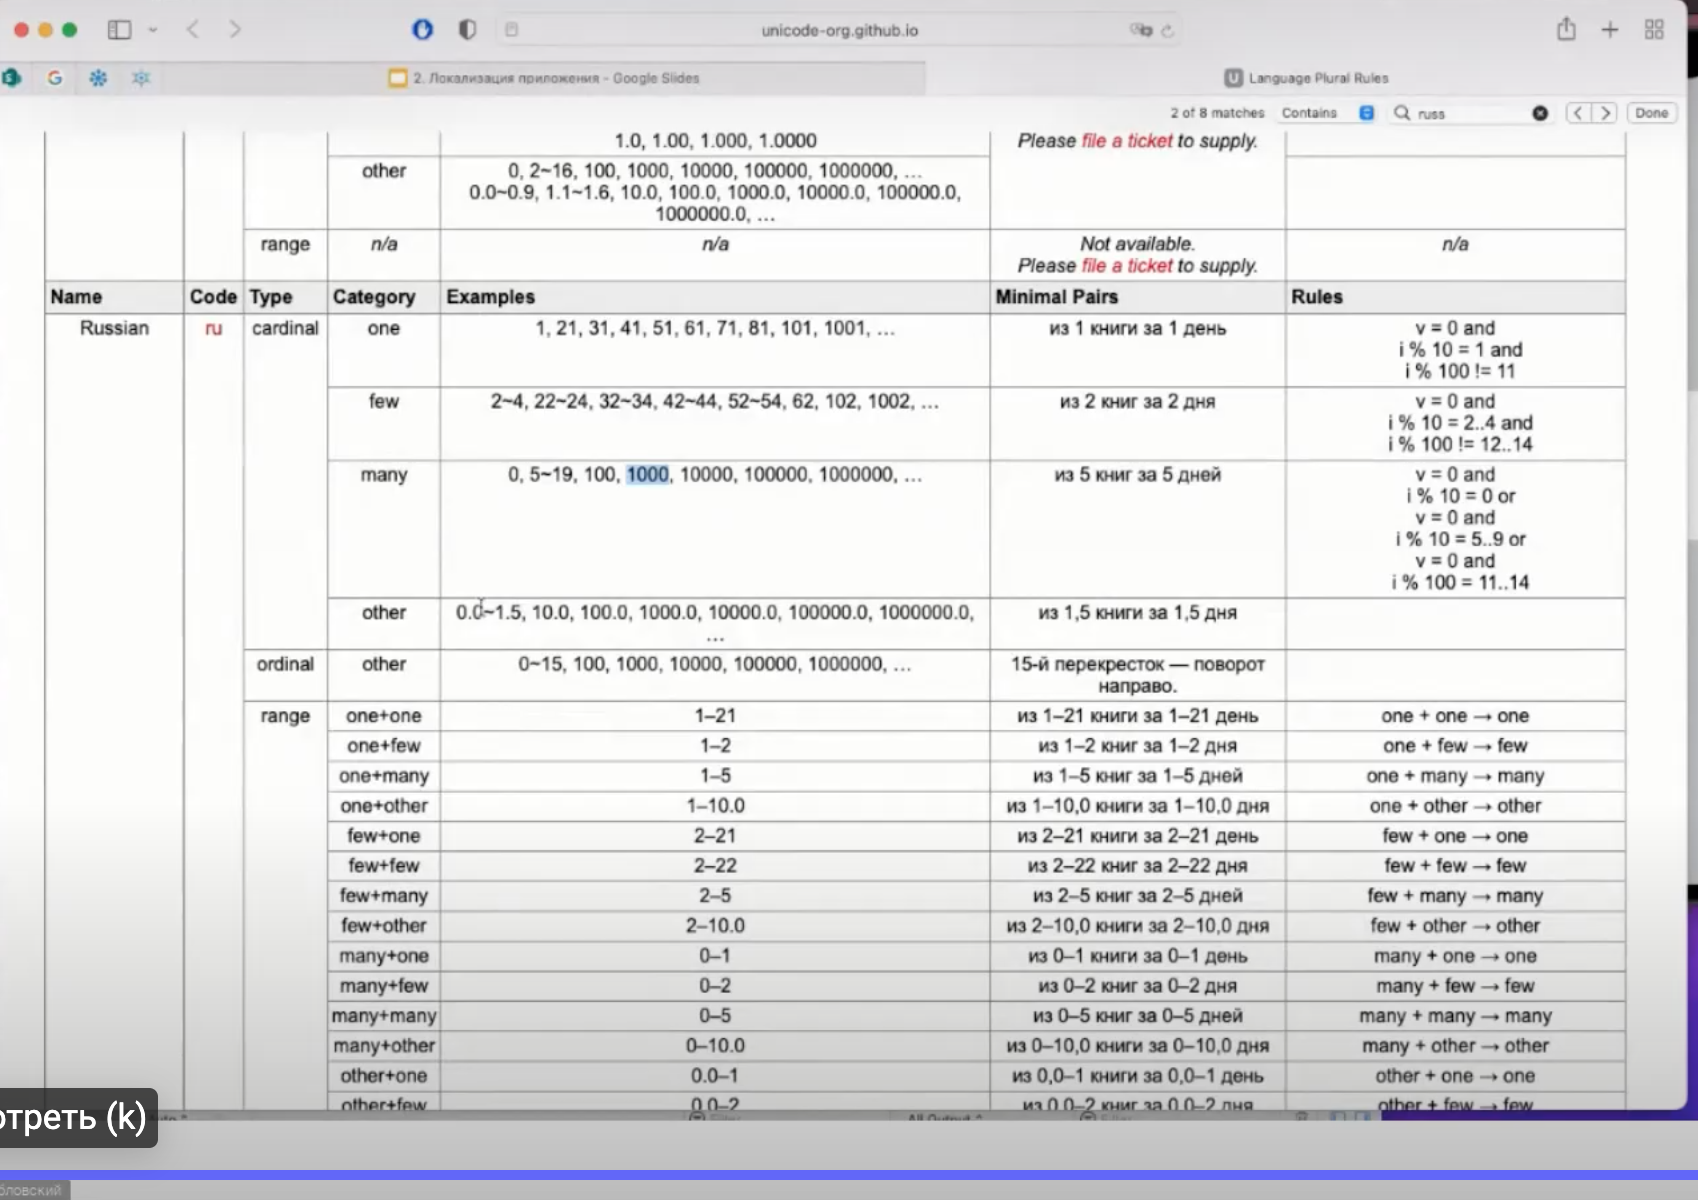 unicode-org.github.io
2. Локализация приложения - Google Slides
Language Plural Rules
2 of 8 matches Contains russ Done
1.0, 1.00, 1.000, 1.0000 Please file a ticket to supply.
other 0, 2~16, 100, 1000, 10000, 100000, 1000000, …
0.0~0.9, 1.1~1.6, 10.0, 100.0, 1000.0, 10000.0, 100000.0,
1000000.0, …
range n/a n/a Not available. n/a
Please file a ticket to supply.
Name Code Type Category Examples Minimal Pairs Rules
Russian ru cardinal one 1, 21, 31, 41, 51, 61, 71, 81, 101, 1001, … из 1 книги за 1 день v = 0 and
i % 10 = 1 and
i % 100 != 11
few 2~4, 22~24, 32~34, 42~44, 52~54, 62, 102, 1002, … из 2 книг за 2 дня v = 0 and
i % 10 = 2..4 and
i % 100 != 12..14
many 0, 5~19, 100, 1000, 10000, 100000, 1000000, … из 5 книг за 5 дней v = 0 and
i % 10 = 0 or
v = 0 and
i % 10 = 5..9 or
v = 0 and
i % 100 = 11..14
other 0.0~1.5, 10.0, 100.0, 1000.0, 10000.0, 100000.0, 1000000.0, из 1,5 книги за 1,5 дня
…
ordinal other 0~15, 100, 1000, 10000, 100000, 1000000, … 15-й перекресток — поворот
направо.
range one+one 1–21 из 1–21 книги за 1–21 день one + one → one
one+few 1–2 из 1–2 книг за 1–2 дня one + few → few
one+many 1–5 из 1–5 книг за 1–5 дней one + many → many
one+other 1–10.0 из 1–10,0 книги за 1–10,0 дня one + other → other
few+one 2–21 из 2–21 книги за 2–21 день few + one → one
few+few 2–22 из 2–22 книг за 2–22 дня few + few → few
few+many 2–5 из 2–5 книг за 2–5 дней few + many → many
few+other 2–10.0 из 2–10,0 книги за 2–10,0 дня few + other → other
many+one 0–1 из 0–1 книги за 0–1 день many + one → one
many+few 0–2 из 0–2 книг за 0–2 дня many + few → few
many+many 0–5 из 0–5 книг за 0–5 дней many + many → many
many+other 0–10.0 из 0–10,0 книги за 0–10,0 дня many + other → other
other+one 0.0–1 из 0,0–1 книги за 0,0–1 день other + one → one
other+few 0.0–2 из 0,0–2 книг за 0,0–2 дня other + few → few
отреть (k)
All Output
бловский